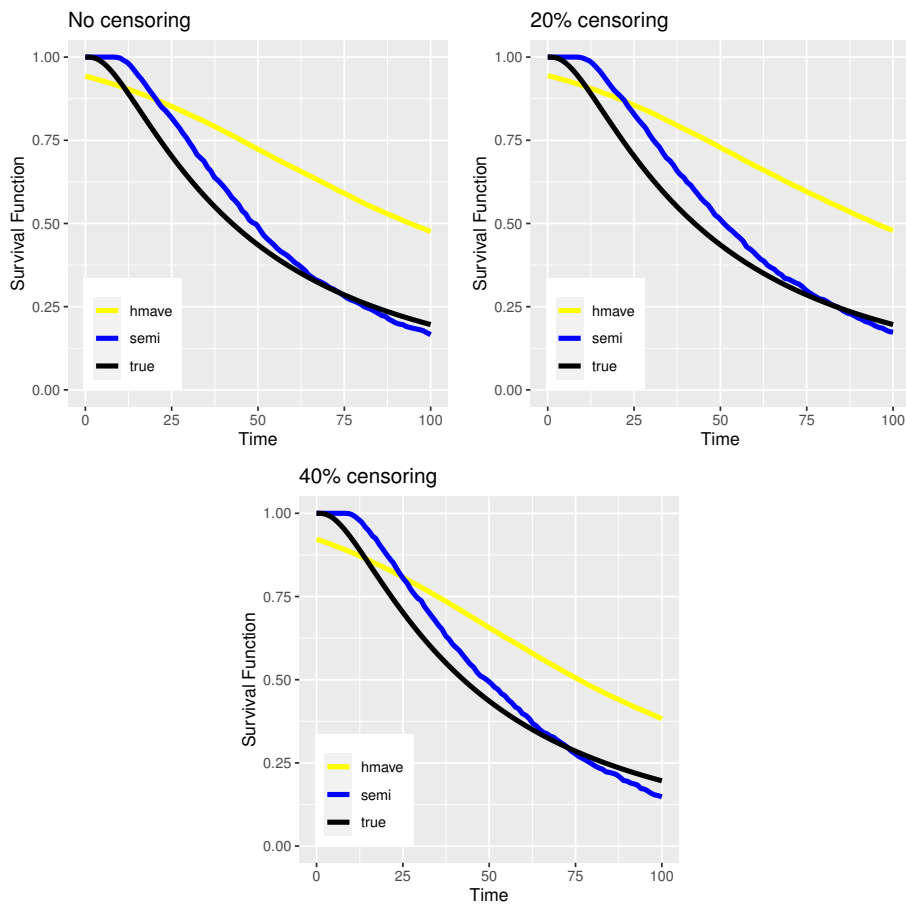 No censoring
1.00
0.75
0.50
0.25
0.00
Survival Function
hmave
semi
true
0 25 50 75 100
Time
20% censoring
1.00
0.75
0.50
0.25
0.00
Survival Function
hmave
semi
true
0 25 50 75 100
Time
40% censoring
1.00
0.75
0.50
0.25
0.00
Survival Function
hmave
semi
true
0 25 50 75 100
Time